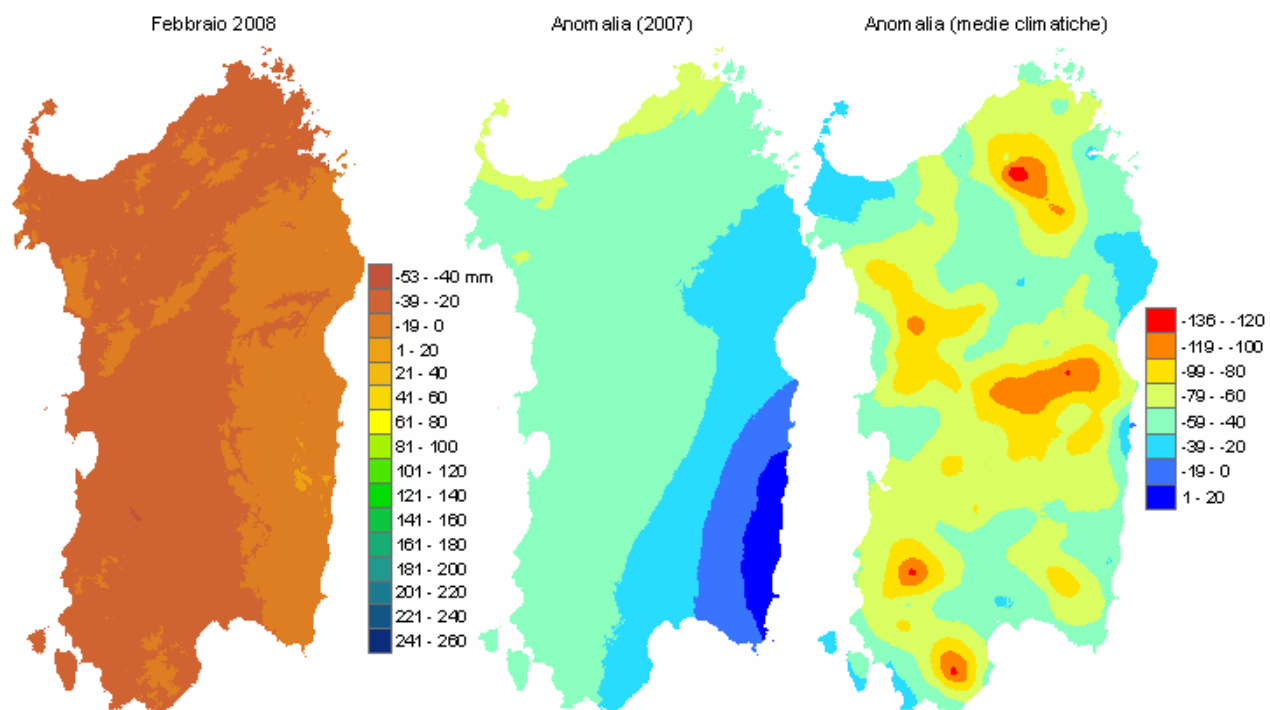 Febbraio 2008
Anomalia (2007)
Anomalia (medie climatiche)
-53 - -40 mm
-39 - -20
-19 - 0
1 - 20
21 - 40
41 - 60
61 - 80
81 - 100
101 - 120
121 - 140
141 - 160
161 - 180
181 - 200
201 - 220
221 - 240
241 - 260
-136 - -120
-119 - -100
-99 - -80
-79 - -60
-59 - -40
-39 - -20
-19 - 0
1 - 20